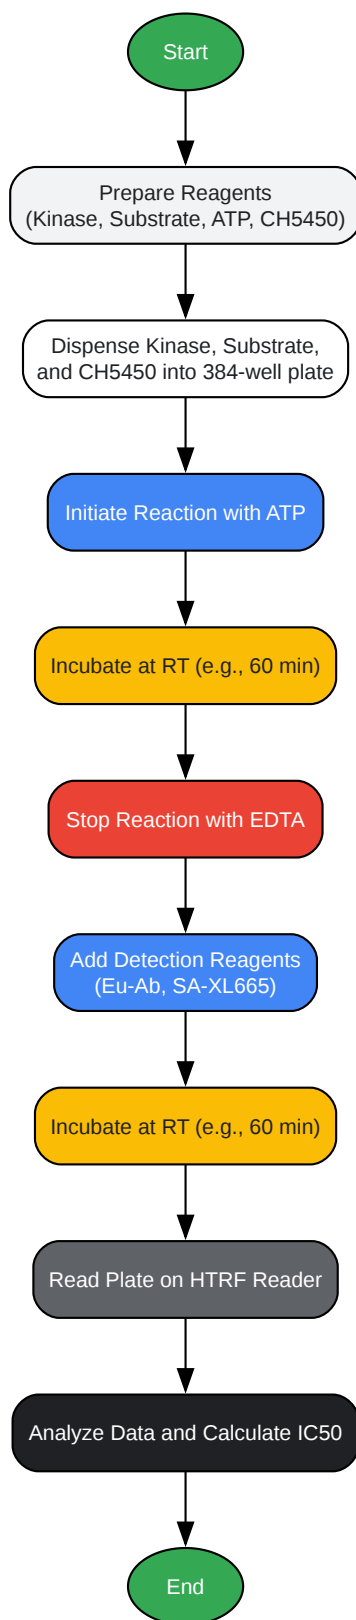 Start
Prepare Reagents
(Kinase, Substrate, ATP, CH5450)
Dispense Kinase, Substrate,
and CH5450 into 384-well plate
Initiate Reaction with ATP
Incubate at RT (e.g., 60 min)
Stop Reaction with EDTA
Add Detection Reagents
(Eu-Ab, SA-XL665)
Incubate at RT (e.g., 60 min)
Read Plate on HTRF Reader
Analyze Data and Calculate IC50
End